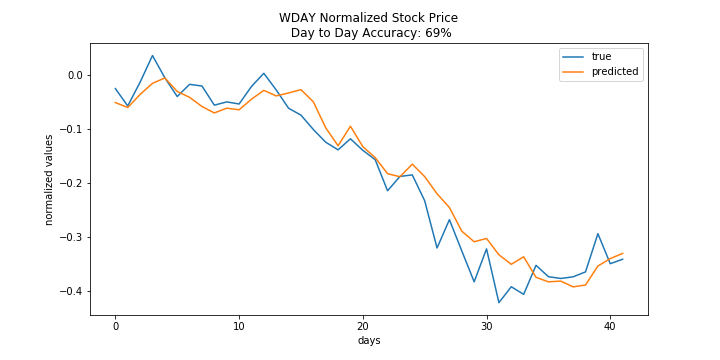 WDAY Normalized Stock Price
Day to Day Accuracy: 69%
true
predicted
normalized values
0.0
−0.1
−0.2
−0.3
−0.4
0 10 20 30 40
days